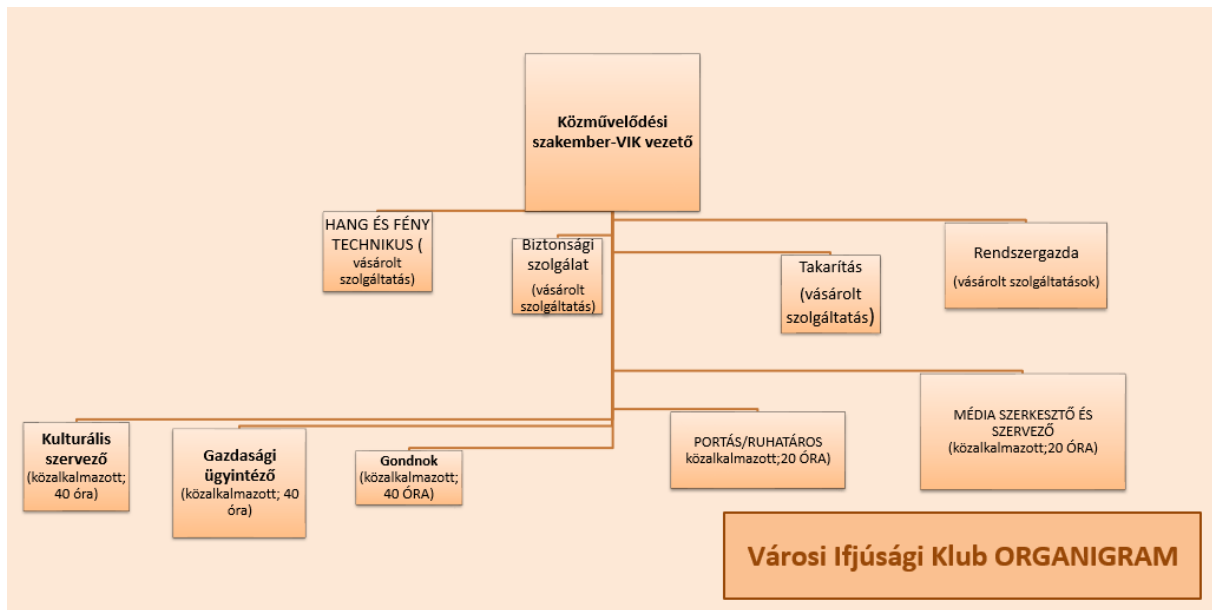 Közművelődési
szakember-VIK vezető
HANG ÉS FÉNY
TECHNIKUS (
vásárolt
szolgáltatás)
Biztonsági
szolgálat
(vásárolt
szolgáltatás)
Takarítás
(vásárolt
szolgáltatás)
Rendszergazda
(vásárolt szolgáltatások)
Kulturális
szervező
(közalkalmazott;
40 óra)
Gazdasági
ügyintéző
(közalkalmazott; 40
óra)
Gondnok
(közalkalmazott;
40 ÓRA)
PORTÁS/RUHATÁROS
közalkalmazott;20 ÓRA)
MÉDIA SZERKESZTŐ ÉS
SZERVEZŐ
(közalkalmazott;20 ÓRA)
Városi Ifjúsági Klub ORGANIGRAM